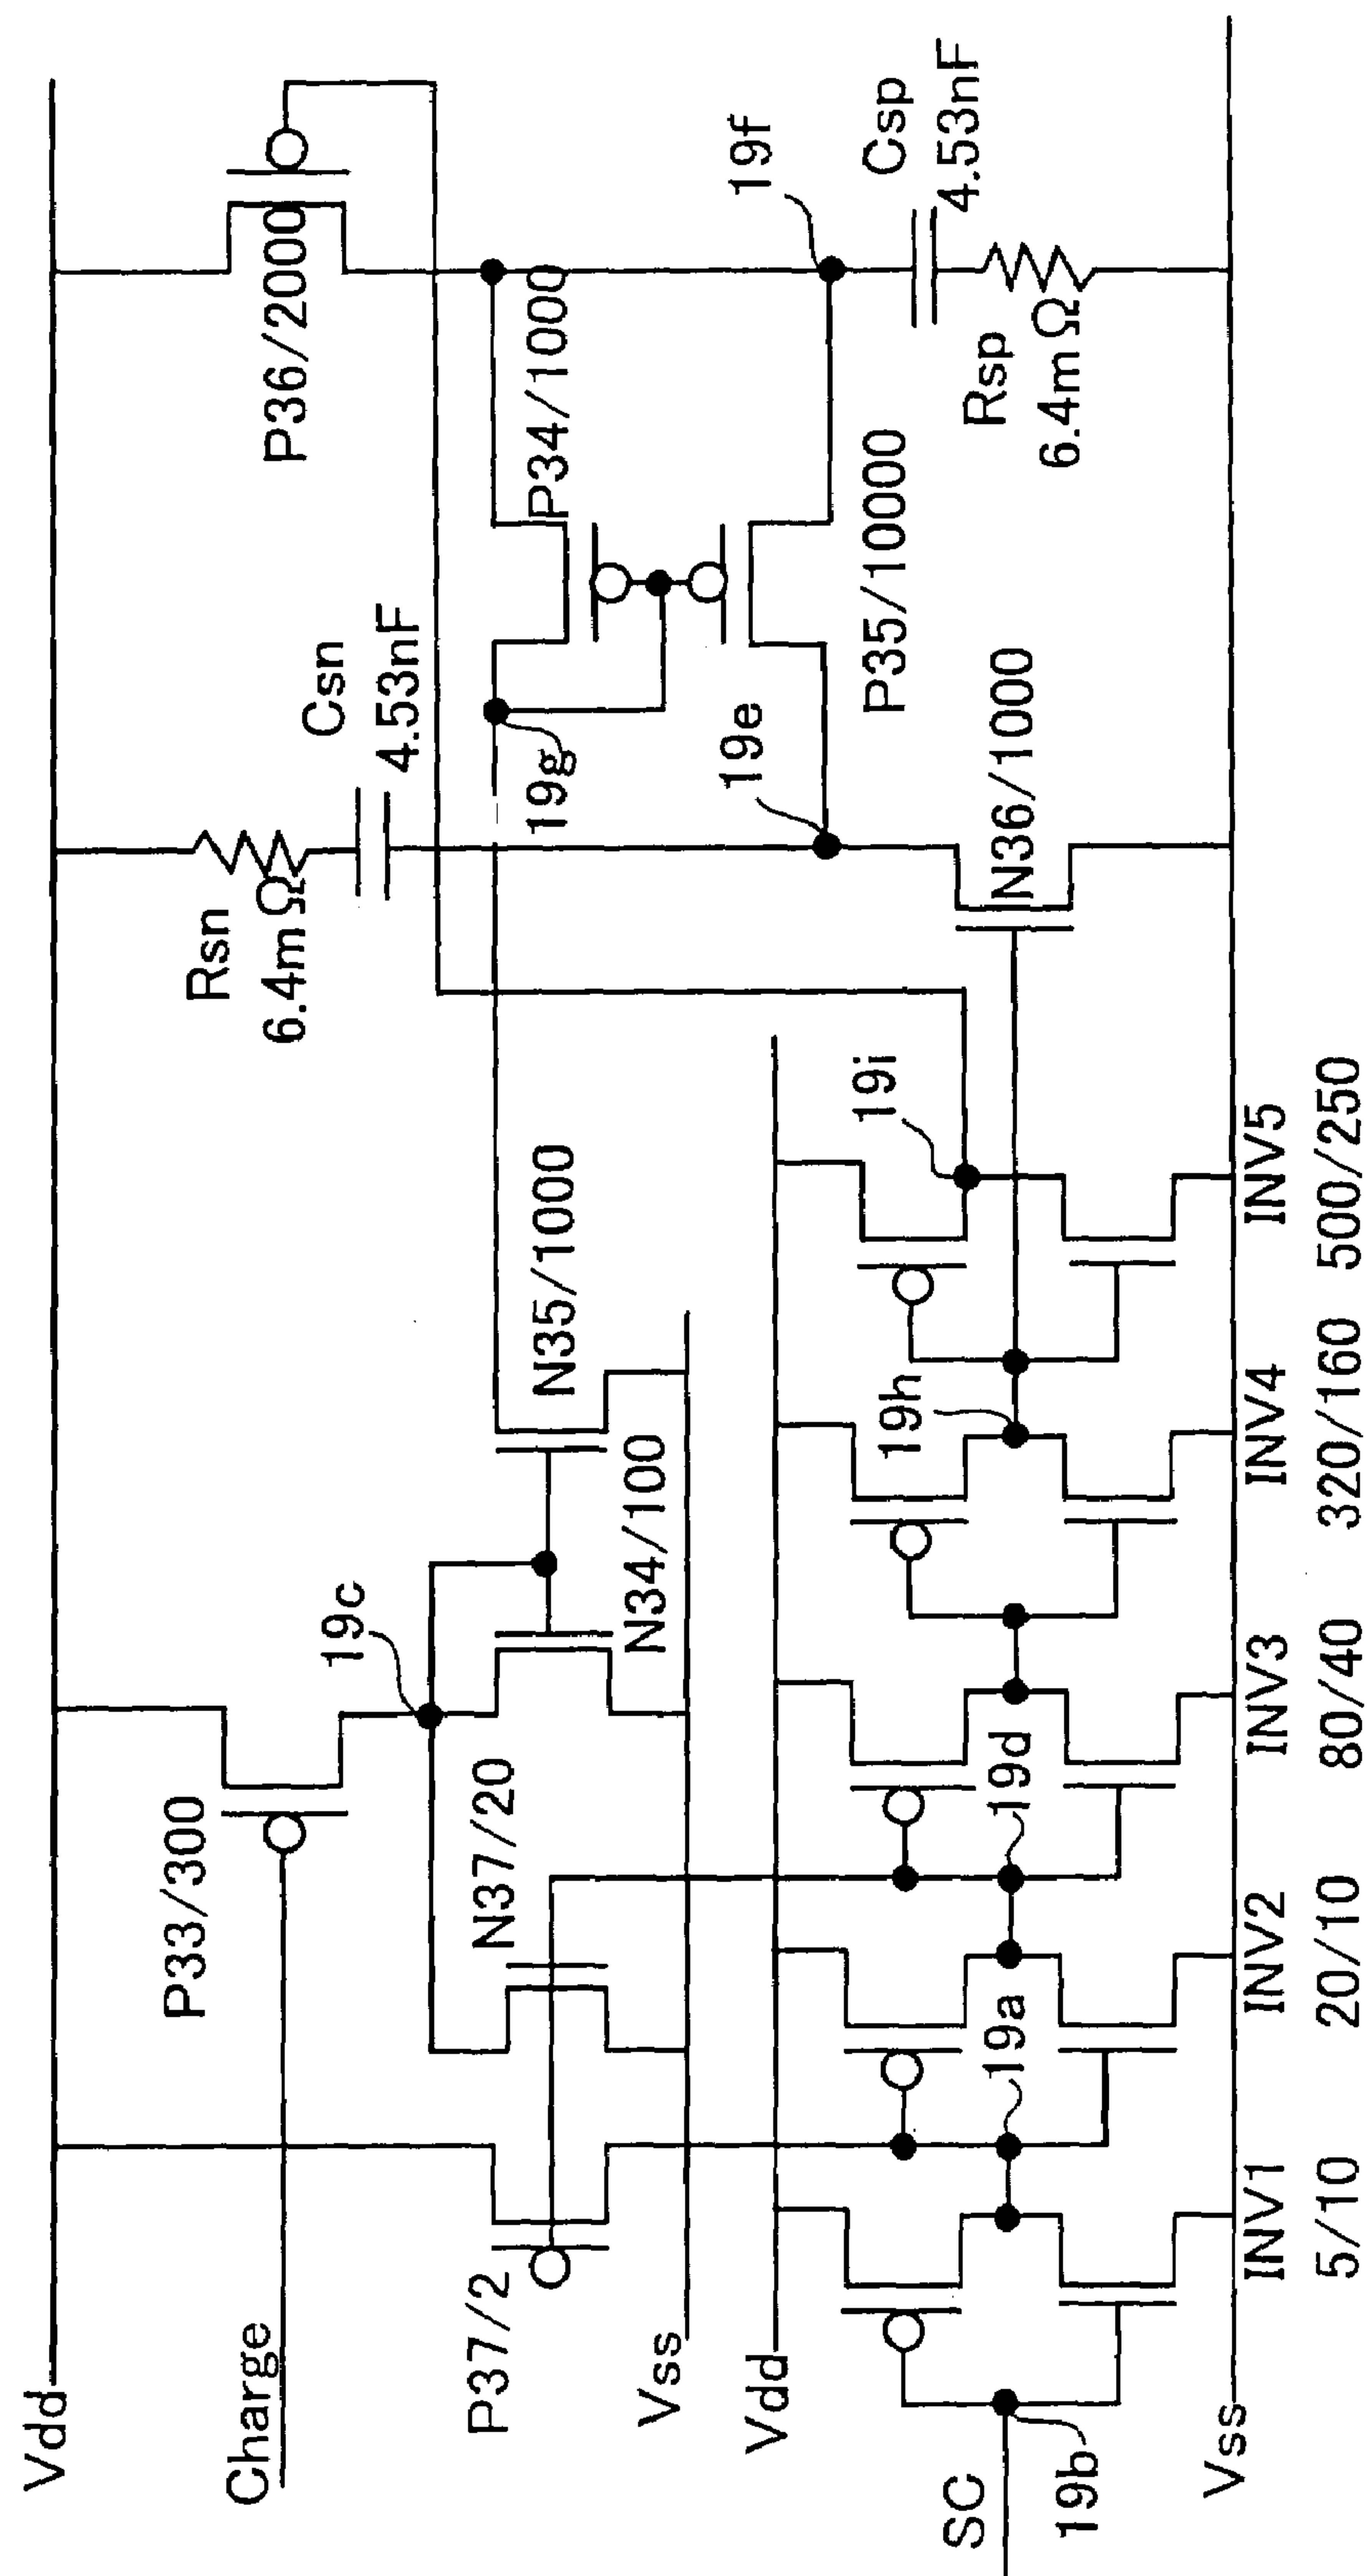 Vdd
Charge
P33/300
19c
Rsn
6.4mΩ
Csn
4.53nF
P36/2000
P37/2
N37/20
N34/100
N35/1000
19g
P34/1000
19f
Csp
4.53nF
Rsp
6.4mΩ
P35/10000
19e
N36/1000
Vss
Vdd
19a
19d
19h
19i
SC
19b
Vss
INV1
INV2
INV3
INV4
INV5
5/10
20/10
80/40
320/160
500/250